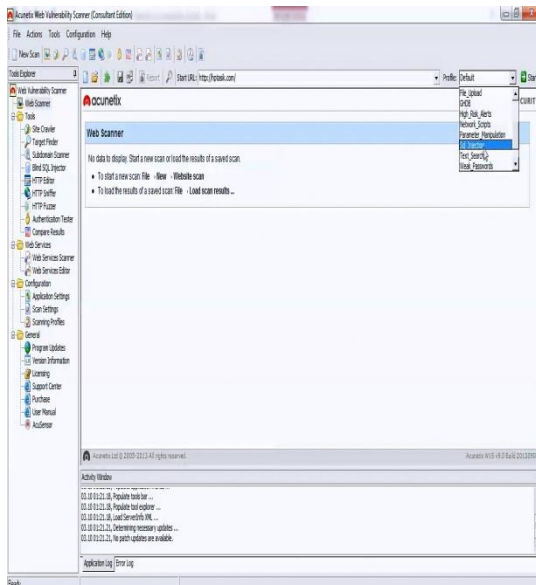 Acunetix Web Vulnerability Scanner (Consultant Edition)
File Actions Tools Configuration Help
New Scan
Tools Explorer
Report
Start URL: http://hptask.com/
Profile: Default
Web Vulnerability Scanner
Web Scanner
Tools
Site Crawler
Target Finder
Subdomain Scanner
Blind SQL Injector
HTTP Editor
HTTP Sniffer
HTTP Fuzzer
Authentication Tester
Compare Results
Web Services
Web Services Scanner
Web Services Editor
Configuration
Application Settings
Scan Settings
Scanning Profiles
General
Program Updates
Version Information
Licensing
Support Center
Purchase
User Manual
AcuSensor
acunetix
File_Upload
GHDB
High_Risk_Alerts
Network_Scripts
Parameter_Manipulation
Sql_Injection
Text_Search
Weak_Passwords
Web Scanner
No data to display. Start a new scan or load the results of a saved scan.
To start a new scan: File → New → Website scan
To load the results of a saved scan: File → Load scan results ...
Activity Window
03.10 01:21.18, Populate tools bar ...
03.10 01:21.18, Populate tool explorer ...
03.10 01:21.18, Load ServerInfo XML ...
03.10 01:21.21, Determining necessary updates ...
03.10 01:21.21, No patch updates are available.
Application Log Error Log
Ready